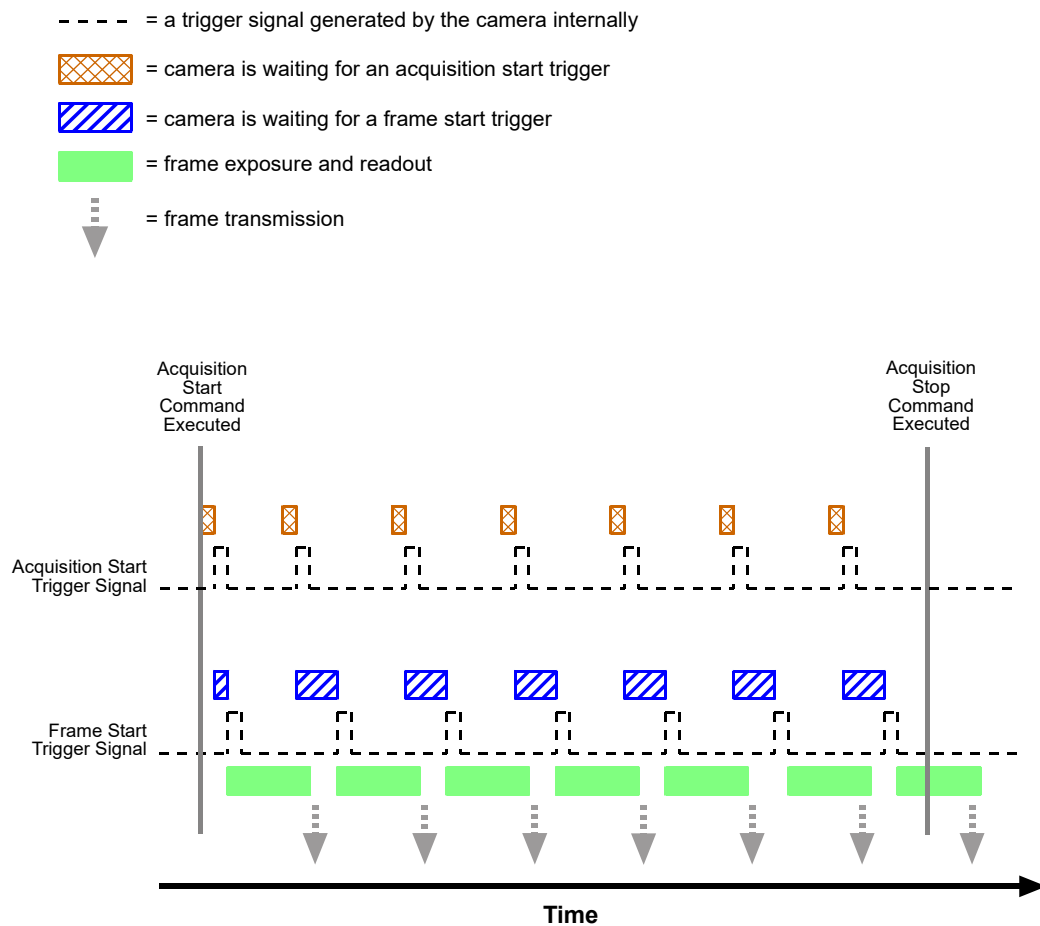 = a trigger signal generated by the camera internally
= camera is waiting for an acquisition start trigger
= camera is waiting for a frame start trigger
= frame exposure and readout
= frame transmission
Acquisition
Start
Command
Executed
Acquisition
Stop
Command
Executed
Acquisition Start
Trigger Signal
Frame Start
Trigger Signal
Time